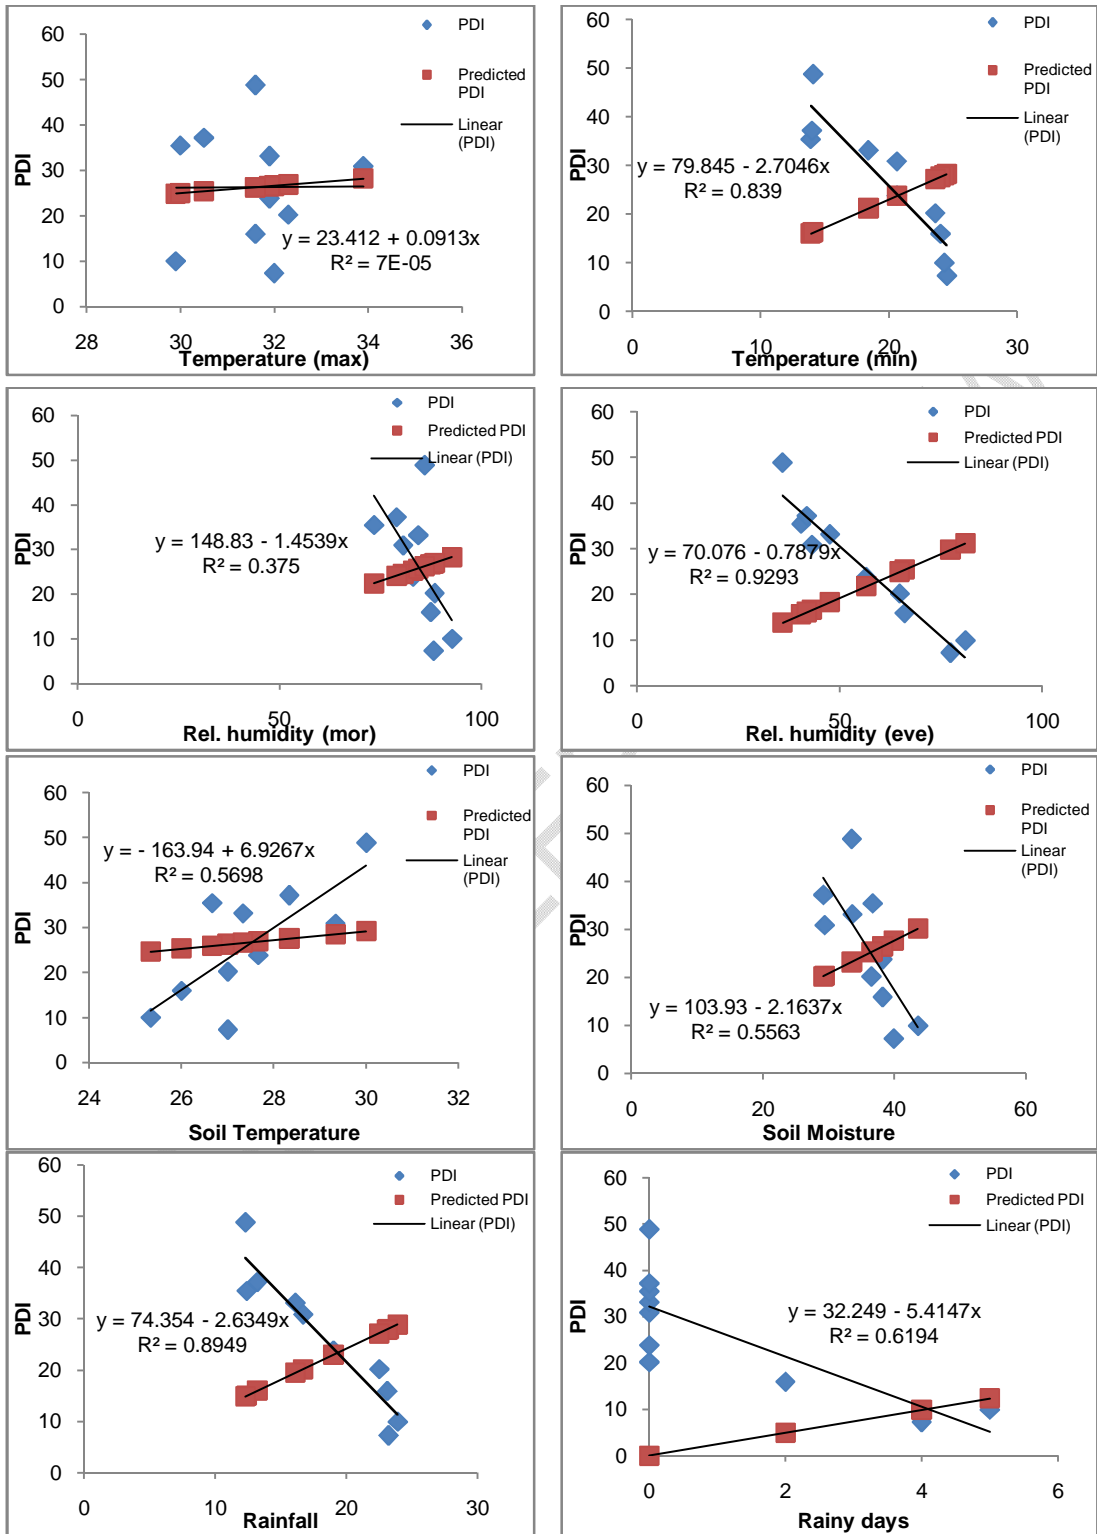 PDI
Predicted
PDI
Linear
(PDI)
60
50
40
30
20
10
0
PDI
y = 23.412 + 0.0913x
R² = 7E-05
28 30 32 34 36
Temperature (max)
PDI
Predicted
PDI
Linear
(PDI)
60
50
40
30
20
10
0
PDI
y = 79.845 - 2.7046x
R² = 0.839
0 10 20 30
Temperature (min)
PDI
Predicted PDI
Linear (PDI)
60
50
40
30
20
10
0
PDI
y = 148.83 - 1.4539x
R² = 0.375
0 50 100
Rel. humidity (mor)
PDI
Predicted PDI
Linear (PDI)
60
50
40
30
20
10
0
PDI
y = 70.076 - 0.7879x
R² = 0.9293
0 50 100
Rel. humidity (eve)
PDI
Predicted
PDI
Linear
(PDI)
60
50
40
30
20
10
0
PDI
y = - 163.94 + 6.9267x
R² = 0.5698
24 26 28 30 32
Soil Temperature
PDI
Predicted
PDI
Linear
(PDI)
60
50
40
30
20
10
0
PDI
y = 103.93 - 2.1637x
R² = 0.5563
0 20 40 60
Soil Moisture
PDI
Predicted PDI
Linear (PDI)
60
50
40
30
20
10
0
PDI
y = 74.354 - 2.6349x
R² = 0.8949
0 10 20 30
Rainfall
PDI
Predicted PDI
Linear (PDI)
60
50
40
30
20
10
0
PDI
y = 32.249 - 5.4147x
R² = 0.6194
0 2 4 6
Rainy days